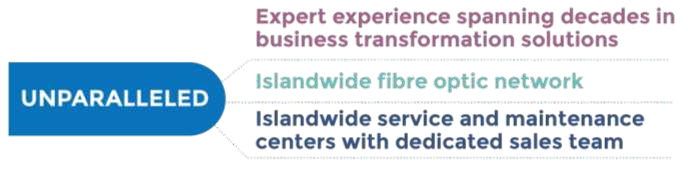 Expert experience spanning decades in
business transformation solutions
UNPARALLELED
Islandwide fibre optic network
Islandwide service and maintenance
centers with dedicated sales team